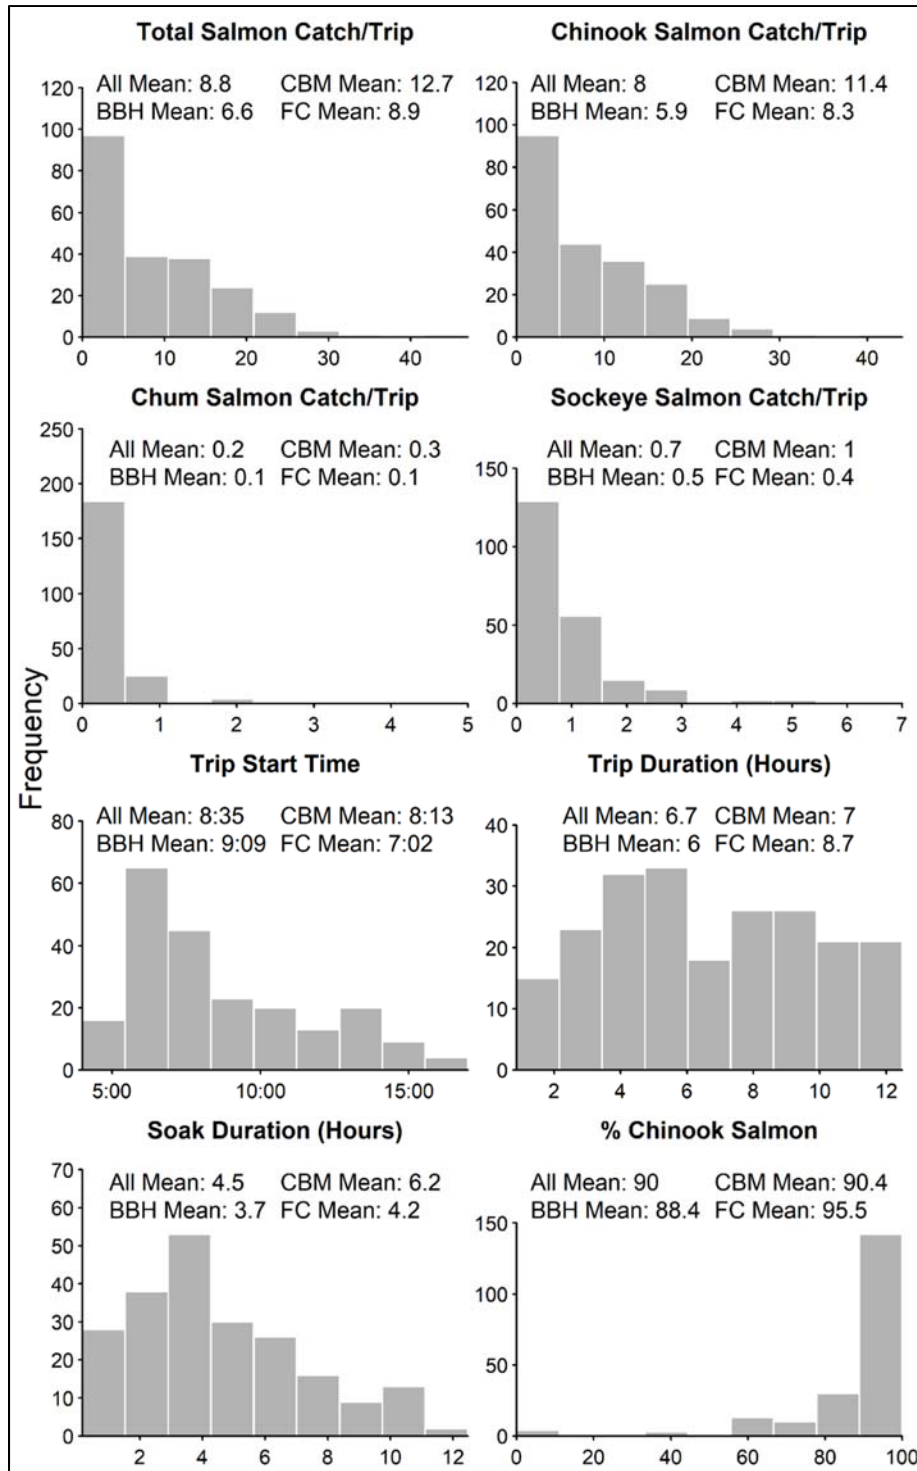 Total Salmon Catch/Trip
All Mean: 8.8 CBM Mean: 12.7
BBH Mean: 6.6 FC Mean: 8.9
120
100
80
60
40
20
0
0 10 20 30 40
Chinook Salmon Catch/Trip
All Mean: 8 CBM Mean: 11.4
BBH Mean: 5.9 FC Mean: 8.3
120
100
80
60
40
20
0
0 10 20 30 40
Chum Salmon Catch/Trip
All Mean: 0.2 CBM Mean: 0.3
BBH Mean: 0.1 FC Mean: 0.1
250
200
150
100
50
0
0 1 2 3 4 5
Sockeye Salmon Catch/Trip
All Mean: 0.7 CBM Mean: 1
BBH Mean: 0.5 FC Mean: 0.4
150
100
50
0
0 1 2 3 4 5 6 7
Frequency
Trip Start Time
All Mean: 8:35 CBM Mean: 8:13
BBH Mean: 9:09 FC Mean: 7:02
80
60
40
20
0
5:00 10:00 15:00
Trip Duration (Hours)
All Mean: 6.7 CBM Mean: 7
BBH Mean: 6 FC Mean: 8.7
40
30
20
10
0
2 4 6 8 10 12
Soak Duration (Hours)
All Mean: 4.5 CBM Mean: 6.2
BBH Mean: 3.7 FC Mean: 4.2
70
60
50
40
30
20
10
0
2 4 6 8 10 12
% Chinook Salmon
All Mean: 90 CBM Mean: 90.4
BBH Mean: 88.4 FC Mean: 95.5
150
100
50
0
0 20 40 60 80 100